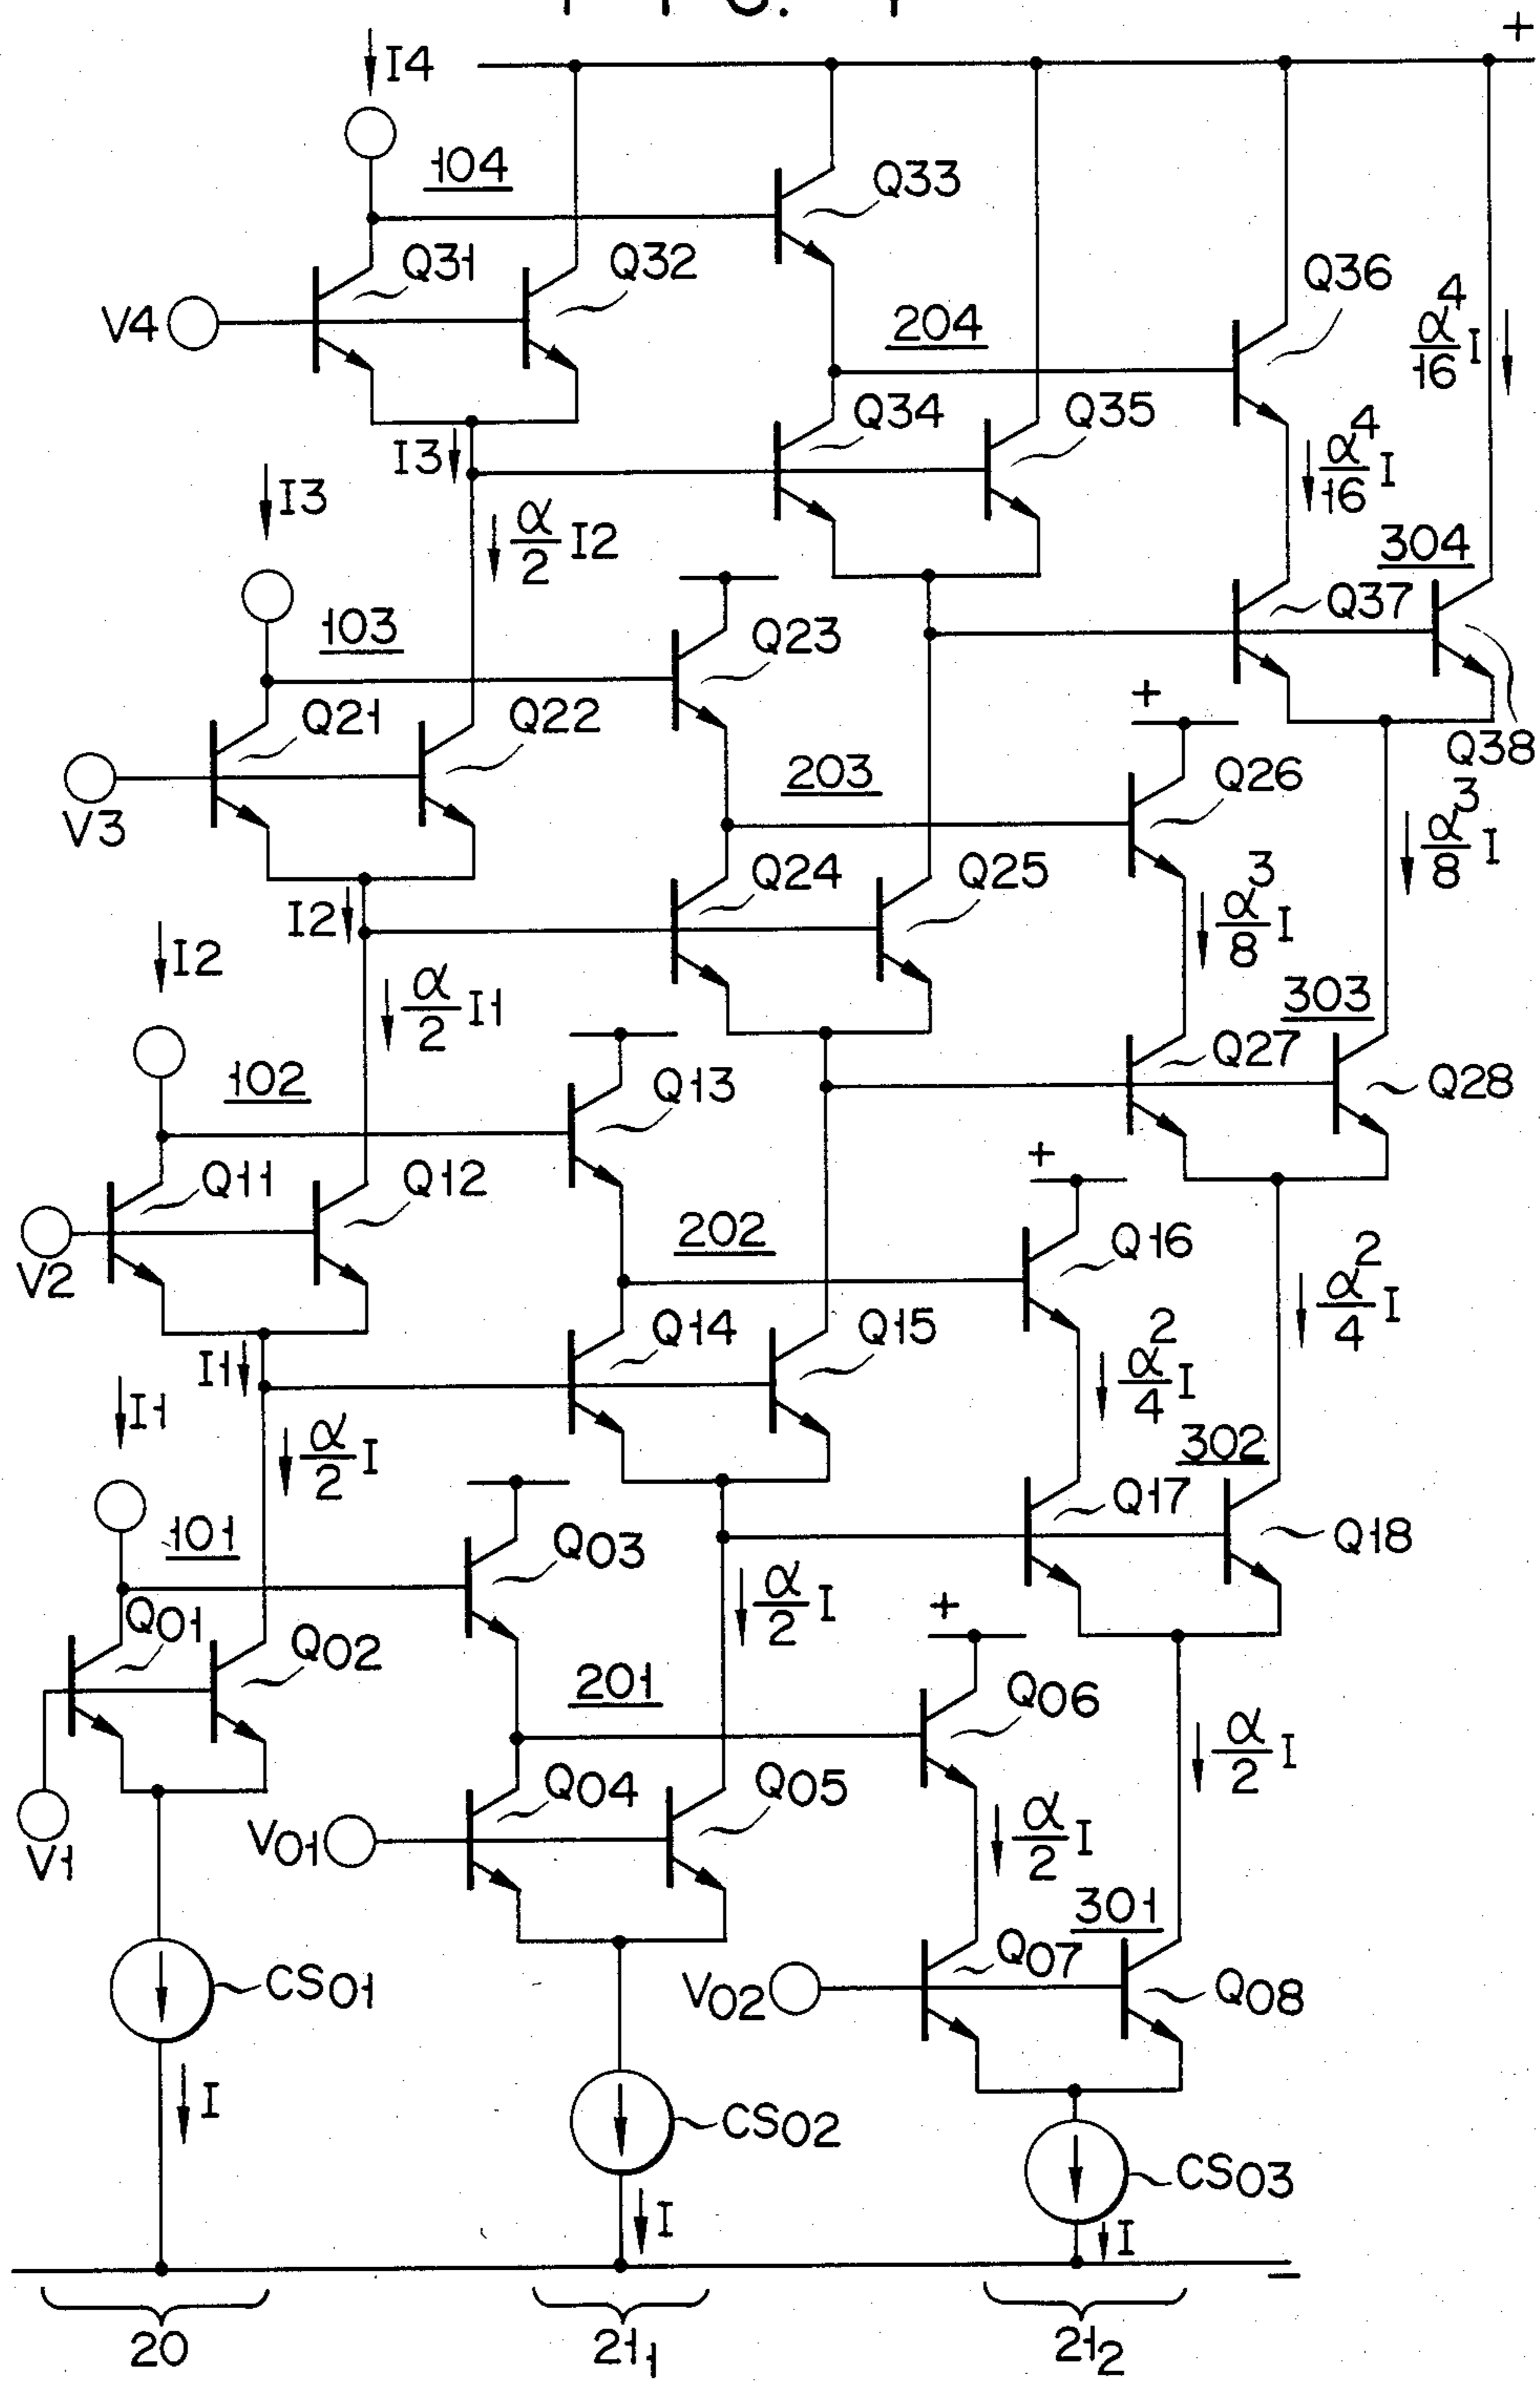 +
I4
104
Q33
Q31
Q32
Q36
V4
204
α⁴/16 I
Q34
Q35
I3
α⁴/16 I
I3
α/2 I2
304
Q37
103
Q23
+
Q21
Q22
Q38
203
Q26
V3
α³/8 I
Q24
Q25
α³/8 I
I2
I2
α/2 I1
303
Q27
102
Q13
Q28
+
Q11
Q12
202
Q16
V2
α²/4 I
Q14
Q15
α²/4 I
I1
I1
α/2 I
302
Q17
101
Q03
Q18
α/2 I
+
Q01
Q02
201
Q06
α/2 I
Q04
Q05
V01
α/2 I
V1
301
Q07
CS01
V02
Q08
I
CS02
CS03
I
I
−
20
21₁
21₂